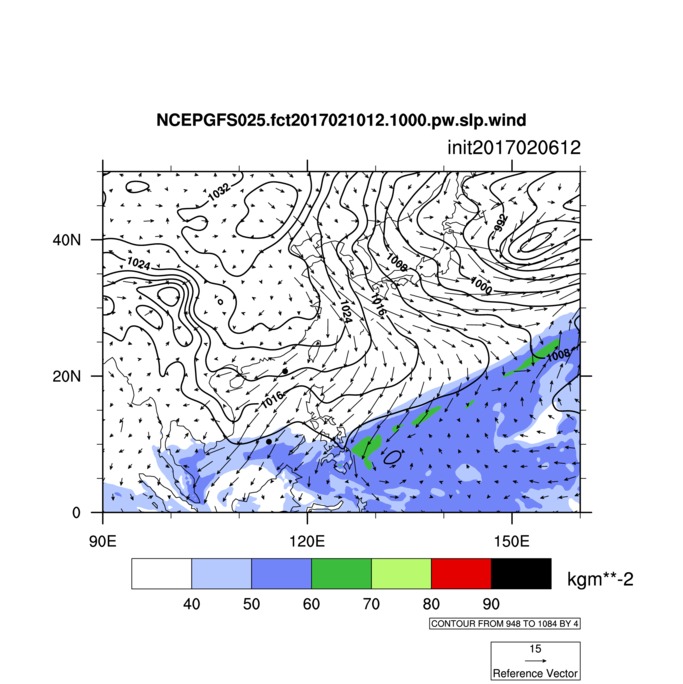 NCEPGFS025.fct2017021012.1000.pw.slp.wind
init2017020612
1032
992
40N
1024
1008
1000
1024
1016
1008
20N
1016
0
90E
120E
150E
kgm**-2
40
50
60
70
80
90
CONTOUR FROM 948 TO 1084 BY 4
15
Reference Vector